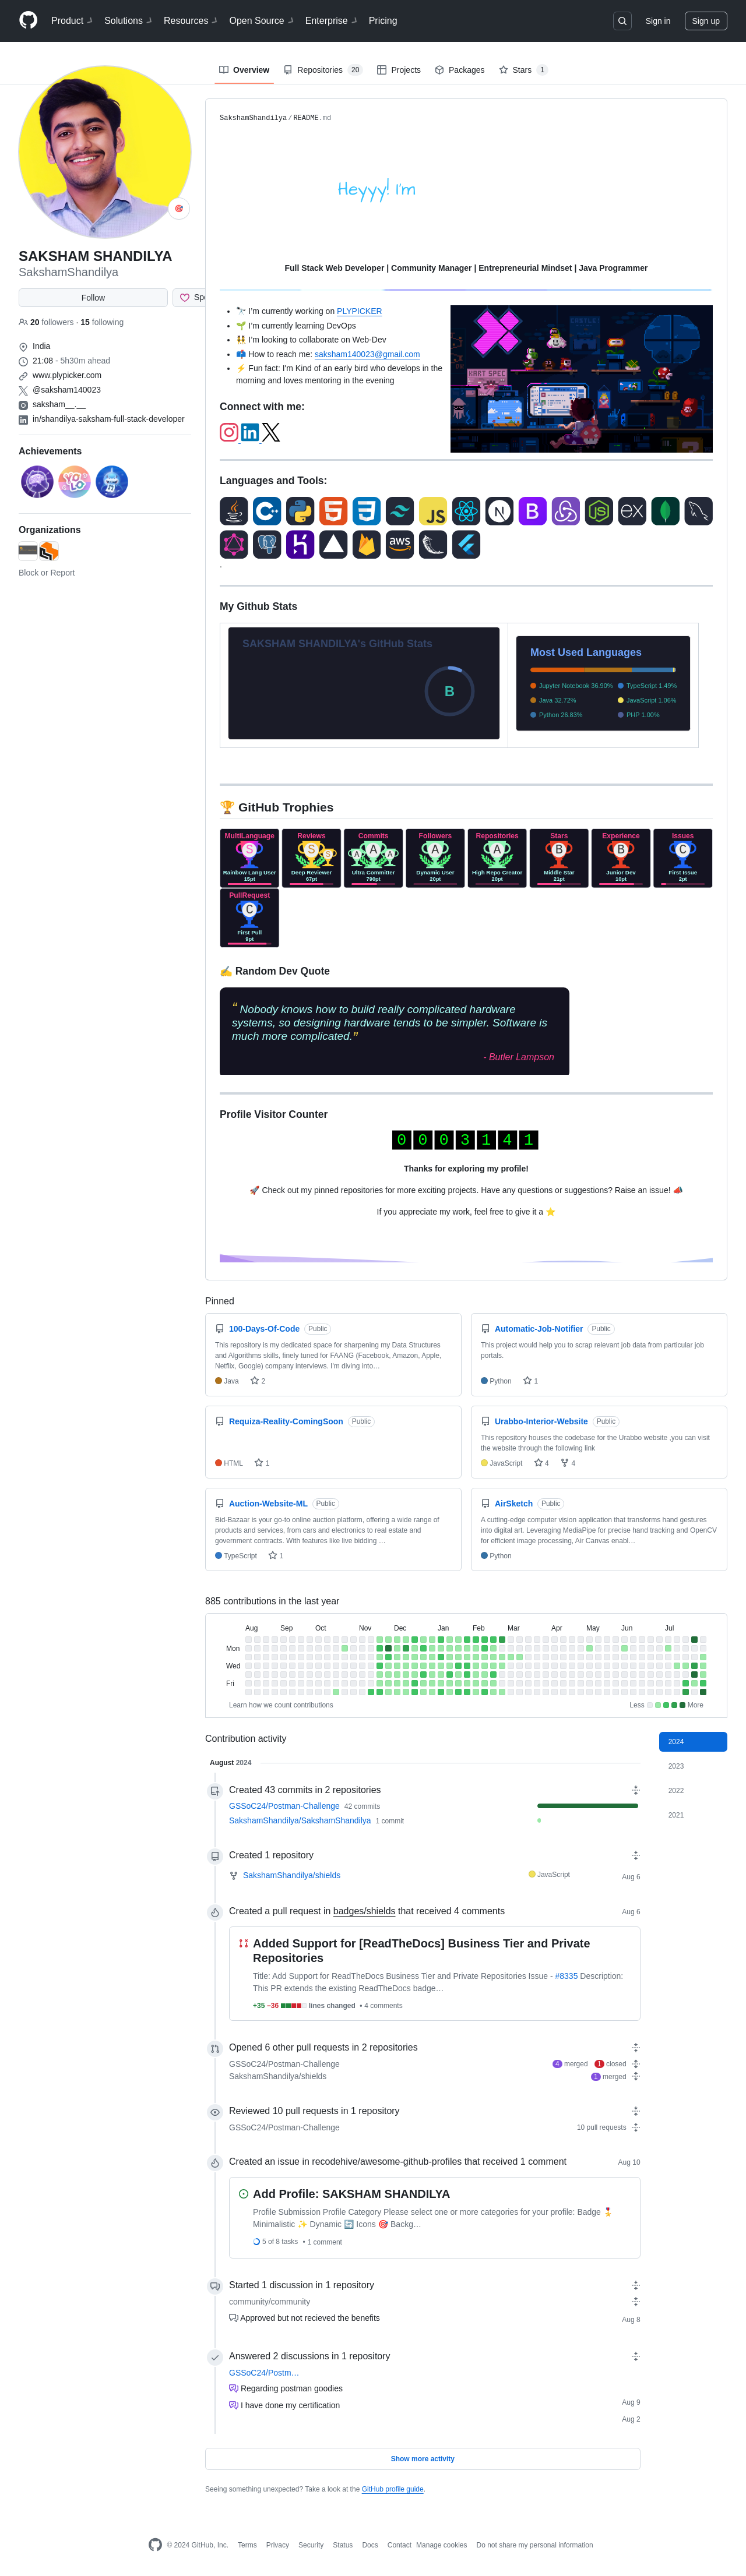 Product Solutions Resources Open Source Enterprise Pricing Sign in Sign up
Overview Repositories 20 Projects Packages Stars 1
SAKSHAM SHANDILYA
SakshamShandilya
Follow
20 followers · 15 following
India
21:08 - 5h30m ahead
www.plypicker.com
@saksham140023
saksham__.__
in/shandilya-saksham-full-stack-developer
Achievements
Organizations
Block or Report
SakshamShandilya / README.md
Heyyy! I'm
Full Stack Web Developer | Community Manager | Entrepreneurial Mindset | Java Programmer
🔭 I'm currently working on PLYPICKER
🌱 I'm currently learning DevOps
👯 I'm looking to collaborate on Web-Dev
📫 How to reach me: saksham140023@gmail.com
⚡ Fun fact: I'm Kind of an early bird who develops in the
morning and loves mentoring in the evening
Connect with me:
Languages and Tools:
My Github Stats
SAKSHAM SHANDILYA's GitHub Stats
B
Most Used Languages
Jupyter Notebook 36.90% TypeScript 1.49%
Java 32.72% JavaScript 1.06%
Python 26.83% PHP 1.00%
🏆 GitHub Trophies
MultiLanguage Reviews Commits Followers Repositories Stars Experience Issues
S S S A A A A A B B C
Rainbow Lang User Deep Reviewer Ultra Committer Dynamic User High Repo Creator Middle Star Junior Dev First Issue
15pt 67pt 790pt 20pt 20pt 21pt 19pt 2pt
PullRequest
C
First Pull
9pt
✍️ Random Dev Quote
“ Nobody knows how to build really complicated hardware
systems, so designing hardware tends to be simpler. Software is
much more complicated.”
- Butler Lampson
Profile Visitor Counter
0 0 0 3 1 4 1
Thanks for exploring my profile!
🚀 Check out my pinned repositories for more exciting projects. Have any questions or suggestions? Raise an issue! 📣
If you appreciate my work, feel free to give it a ⭐
Pinned
100-Days-Of-Code Public
This repository is my dedicated space for sharpening my Data Structures
and Algorithms skills, finely tuned for FAANG (Facebook, Amazon, Apple,
Netflix, Google) company interviews. I'm diving into…
Java 2
Automatic-Job-Notifier Public
This project would help you to scrap relevant job data from particular job
portals.
Python 1
Requiza-Reality-ComingSoon Public
HTML 1
Urabbo-Interior-Website Public
This repository houses the codebase for the Urabbo website ,you can visit
the website through the following link
JavaScript 4 4
Auction-Website-ML Public
Bid-Bazaar is your go-to online auction platform, offering a wide range of
products and services, from cars and electronics to real estate and
government contracts. With features like live bidding …
TypeScript 1
AirSketch Public
A cutting-edge computer vision application that transforms hand gestures
into digital art. Leveraging MediaPipe for precise hand tracking and OpenCV
for efficient image processing, Air Canvas enabl…
Python
885 contributions in the last year
Aug Sep Oct Nov Dec Jan Feb Mar Apr May Jun Jul
Mon
Wed
Fri
Learn how we count contributions Less More
Contribution activity
2024
2023
2022
2021
August 2024
Created 43 commits in 2 repositories
GSSoC24/Postman-Challenge 42 commits
SakshamShandilya/SakshamShandilya 1 commit
Created 1 repository
SakshamShandilya/shields JavaScript Aug 6
Created a pull request in badges/shields that received 4 comments Aug 6
Added Support for [ReadTheDocs] Business Tier and Private
Repositories
Title: Add Support for ReadTheDocs Business Tier and Private Repositories Issue - #8335 Description:
This PR extends the existing ReadTheDocs badge…
+35 −36 lines changed • 4 comments
Opened 6 other pull requests in 2 repositories
GSSoC24/Postman-Challenge 4 merged 1 closed
SakshamShandilya/shields 1 merged
Reviewed 10 pull requests in 1 repository
GSSoC24/Postman-Challenge 10 pull requests
Created an issue in recodehive/awesome-github-profiles that received 1 comment Aug 10
Add Profile: SAKSHAM SHANDILYA
Profile Submission Profile Category Please select one or more categories for your profile: Badge 🎖️
Minimalistic ✨ Dynamic 🔄 Icons 🎯 Backg…
5 of 8 tasks • 1 comment
Started 1 discussion in 1 repository
community/community
Approved but not recieved the benefits Aug 8
Answered 2 discussions in 1 repository
GSSoC24/Postm…
Regarding postman goodies
Aug 9
I have done my certification
Aug 2
Show more activity
Seeing something unexpected? Take a look at the GitHub profile guide.
© 2024 GitHub, Inc. Terms Privacy Security Status Docs Contact Manage cookies Do not share my personal information